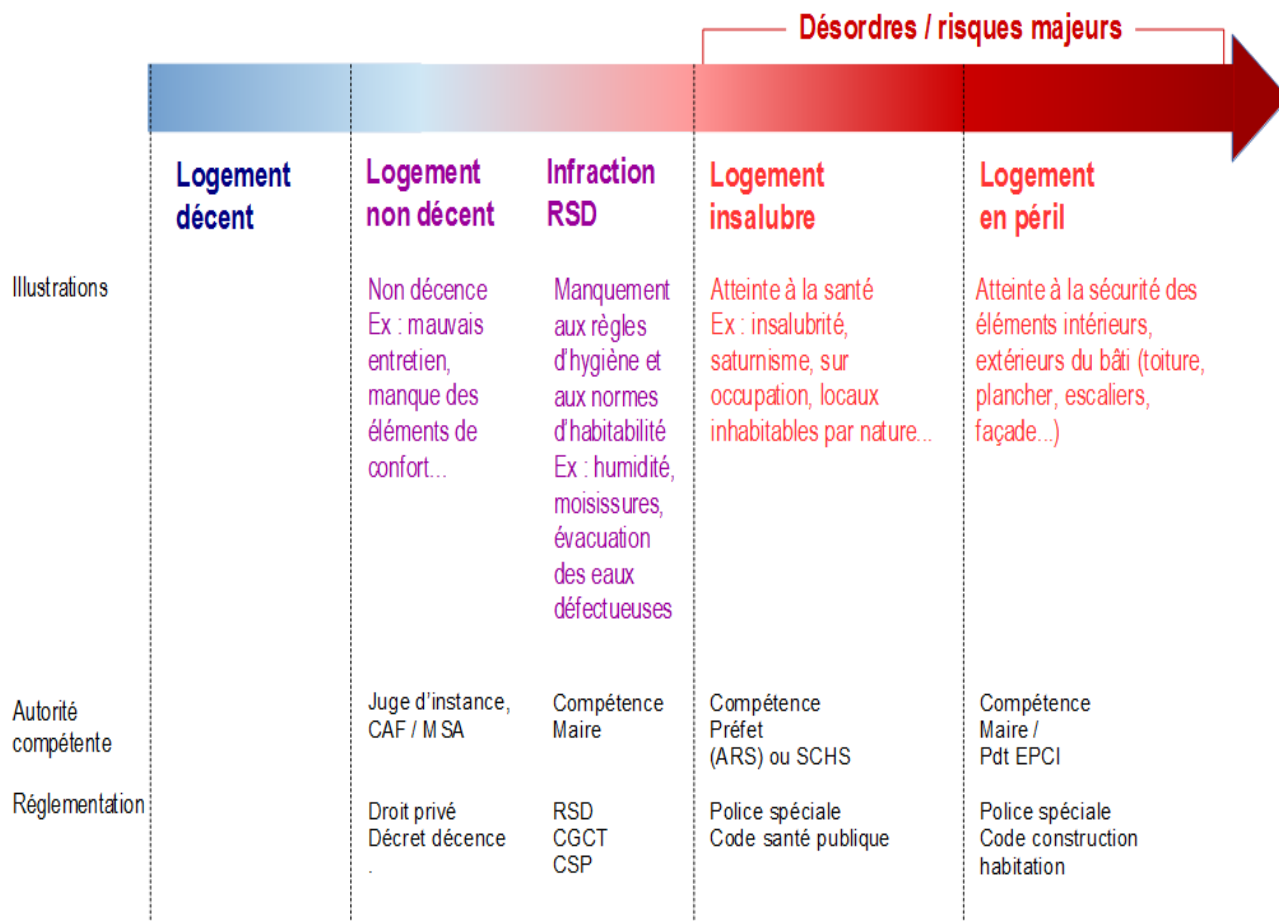 Désordres / risques majeurs
Logement
décent
Logement
non décent
Infraction
RSD
Logement
insalubre
Logement
en péril
Illustrations
Non décence
Ex : mauvais
entretien,
manque des
éléments de
confort...
Manquement
aux règles
d'hygiène et
aux normes
d'habitabilité
Ex : humidité,
moisissures,
évacuation
des eaux
défectueuses
Atteinte à la santé
Ex : insalubrité,
saturnisme, sur
occupation, locaux
inhabitables par nature...
Atteinte à la sécurité des
éléments intérieurs,
extérieurs du bâti (toiture,
plancher, escaliers,
façade...)
Autorité
compétente
Juge d'instance,
CAF / MSA
Compétence
Maire
Compétence
Préfet
(ARS) ou SCHS
Compétence
Maire /
Pdt EPCI
Réglementation
Droit privé
Décret décence
.
RSD
CGCT
CSP
Police spéciale
Code santé publique
Police spéciale
Code construction
habitation